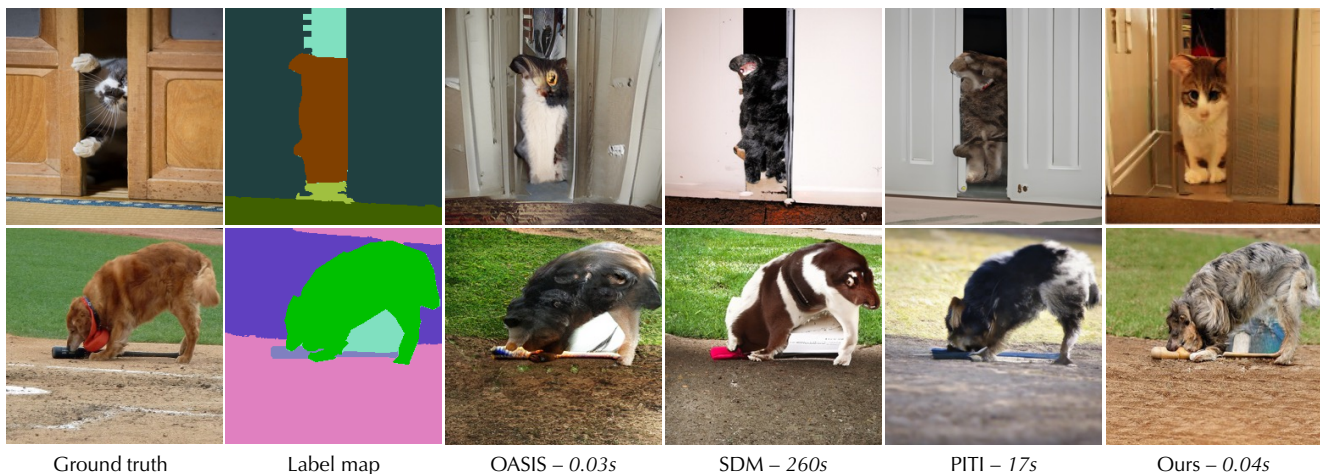 Ground truth Label map OASIS – 0.03s SDM – 260s PITI – 17s Ours – 0.04s